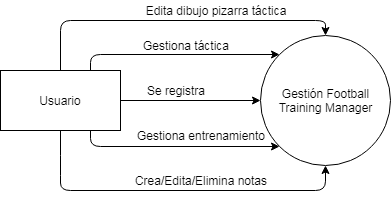 Edita dibujo pizarra táctica
Gestiona táctica
Se registra
Usuario
Gestión Football
Training Manager
Gestiona entrenamiento
Crea/Edita/Elimina notas